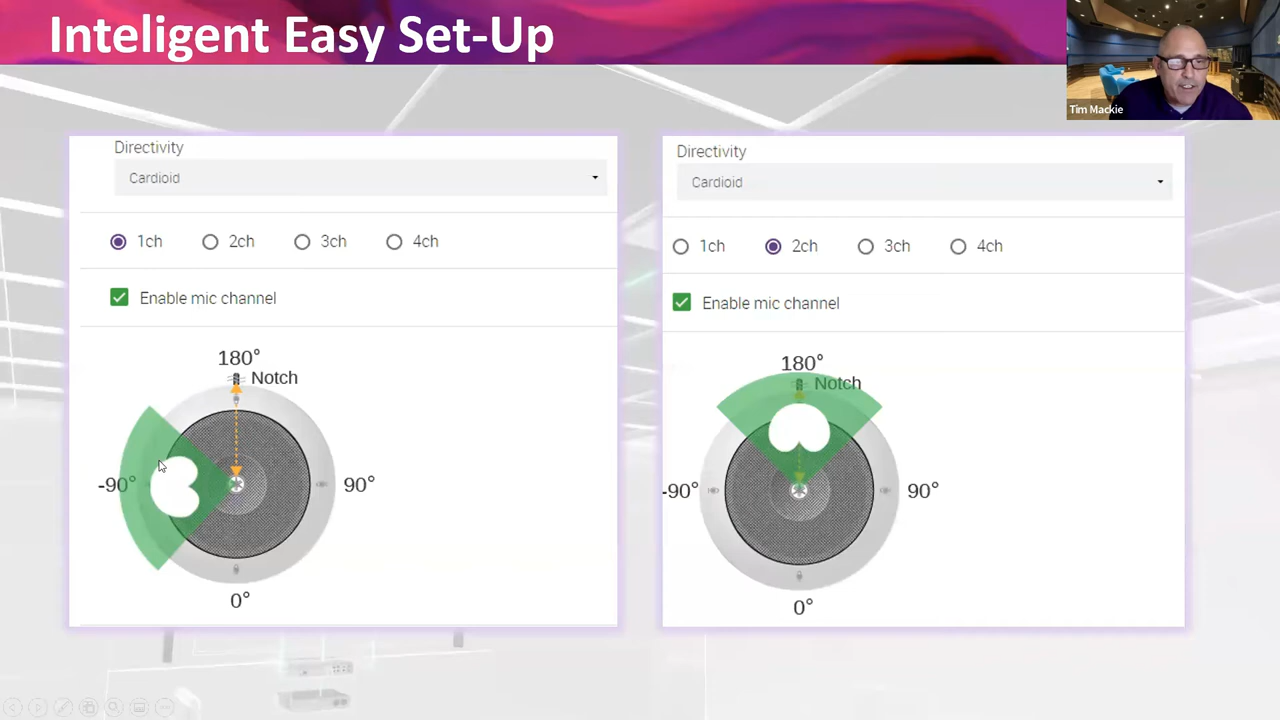 Inteligent Easy Set-Up
Tim Mackie
Directivity
Cardioid
1ch 2ch 3ch 4ch
Enable mic channel
180°
Notch
-90° 90°
0°
Directivity
Cardioid
1ch 2ch 3ch 4ch
Enable mic channel
180°
Notch
-90° 90°
0°